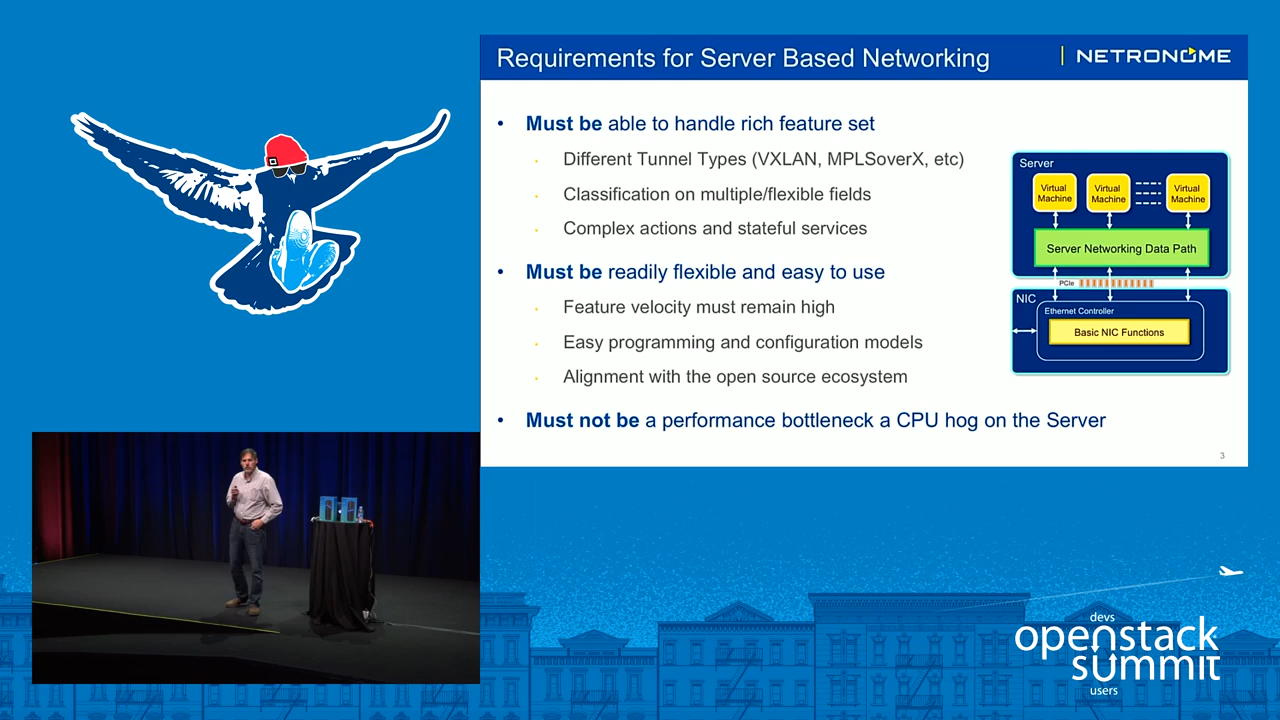 Requirements for Server Based Networking
NETRONOME
• Must be able to handle rich feature set
Different Tunnel Types (VXLAN, MPLSoverX, etc)
Classification on multiple/flexible fields
Complex actions and stateful services
• Must be readily flexible and easy to use
Feature velocity must remain high
Easy programming and configuration models
Alignment with the open source ecosystem
• Must not be a performance bottleneck a CPU hog on the Server
Server
Virtual
Machine
Virtual
Machine
Virtual
Machine
Server Networking Data Path
PCIe
NIC
Ethernet Controller
Basic NIC Functions
3
devs
openstack
summit
users